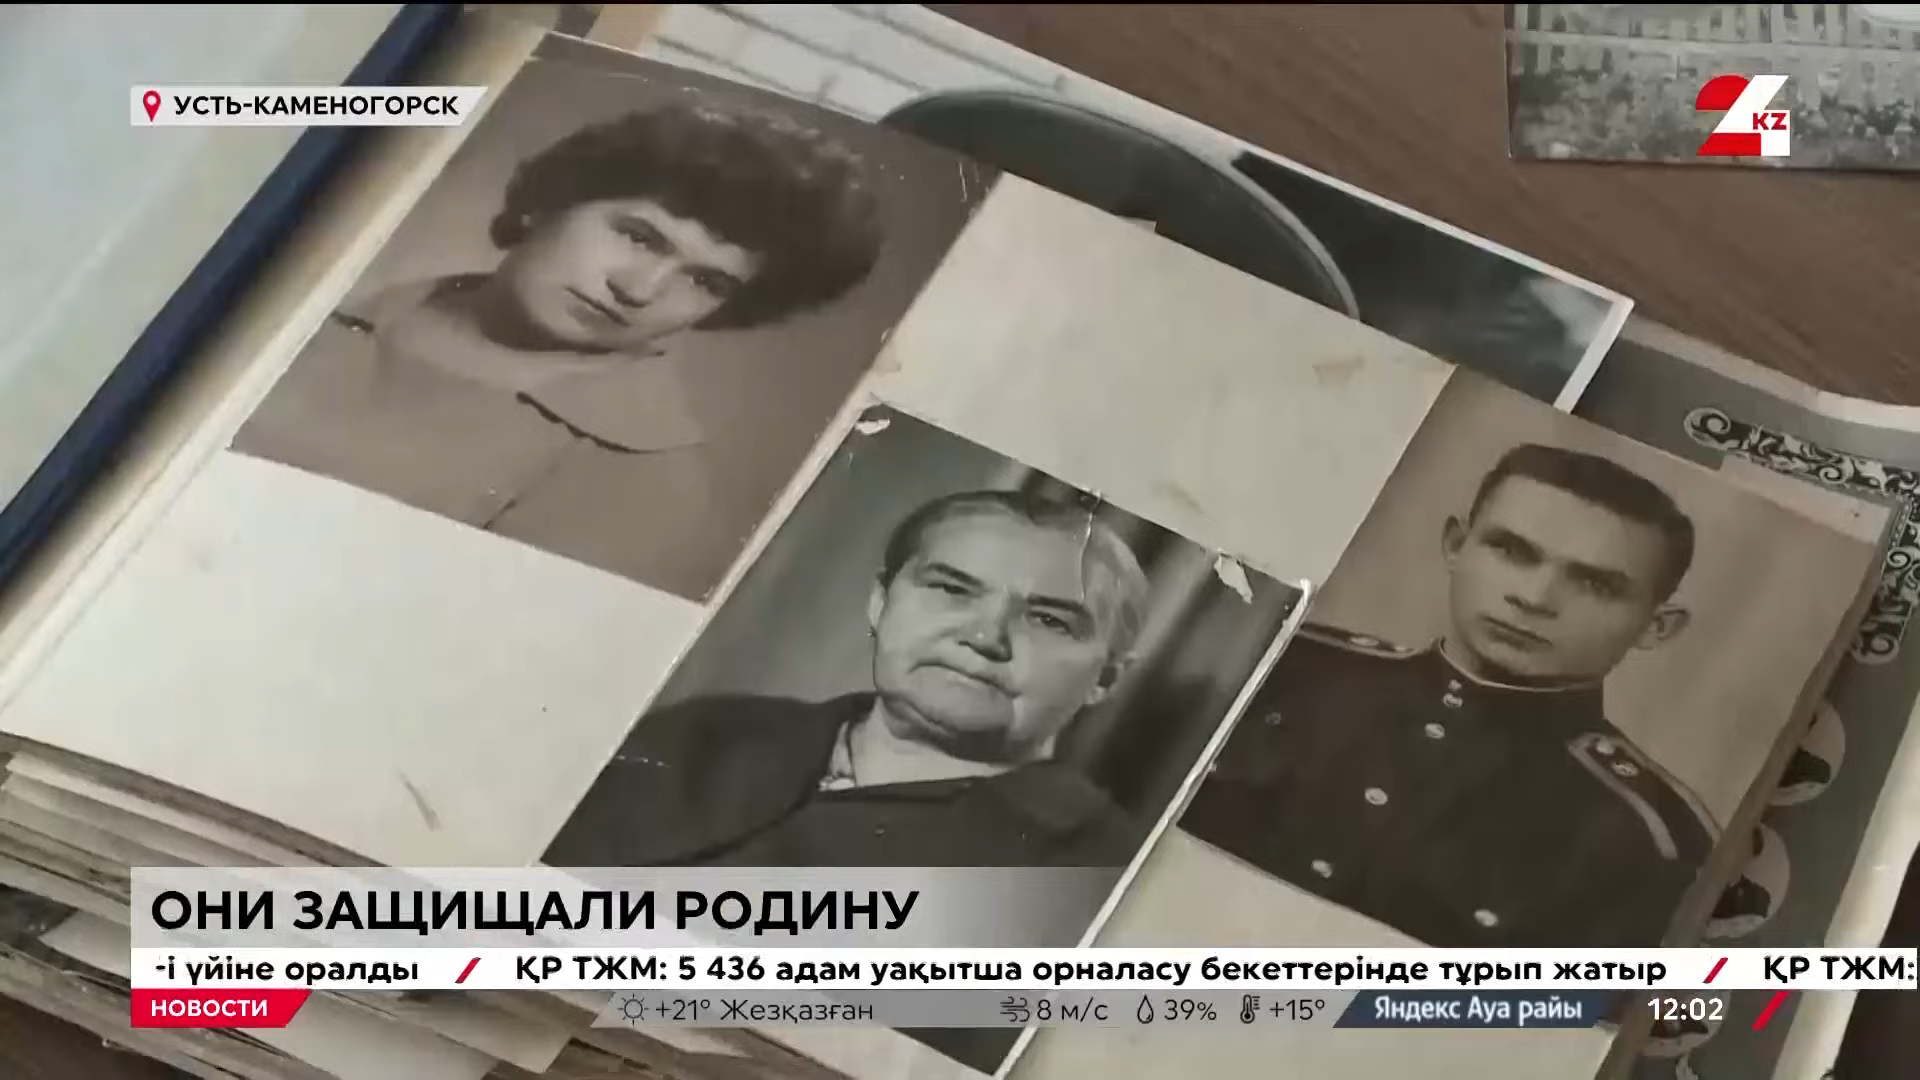 УСТЬ-КАМЕНОГОРСК
24 KZ
ОНИ ЗАЩИЩАЛИ РОДИНУ
-і үйіне оралды / ҚР ТЖМ: 5 436 адам уақытша орналасу бекеттерінде тұрып жатыр / ҚР ТЖМ:
НОВОСТИ +21° Жезқазған 8 м/с 39% +15° Яндекс Ауа райы 12:02